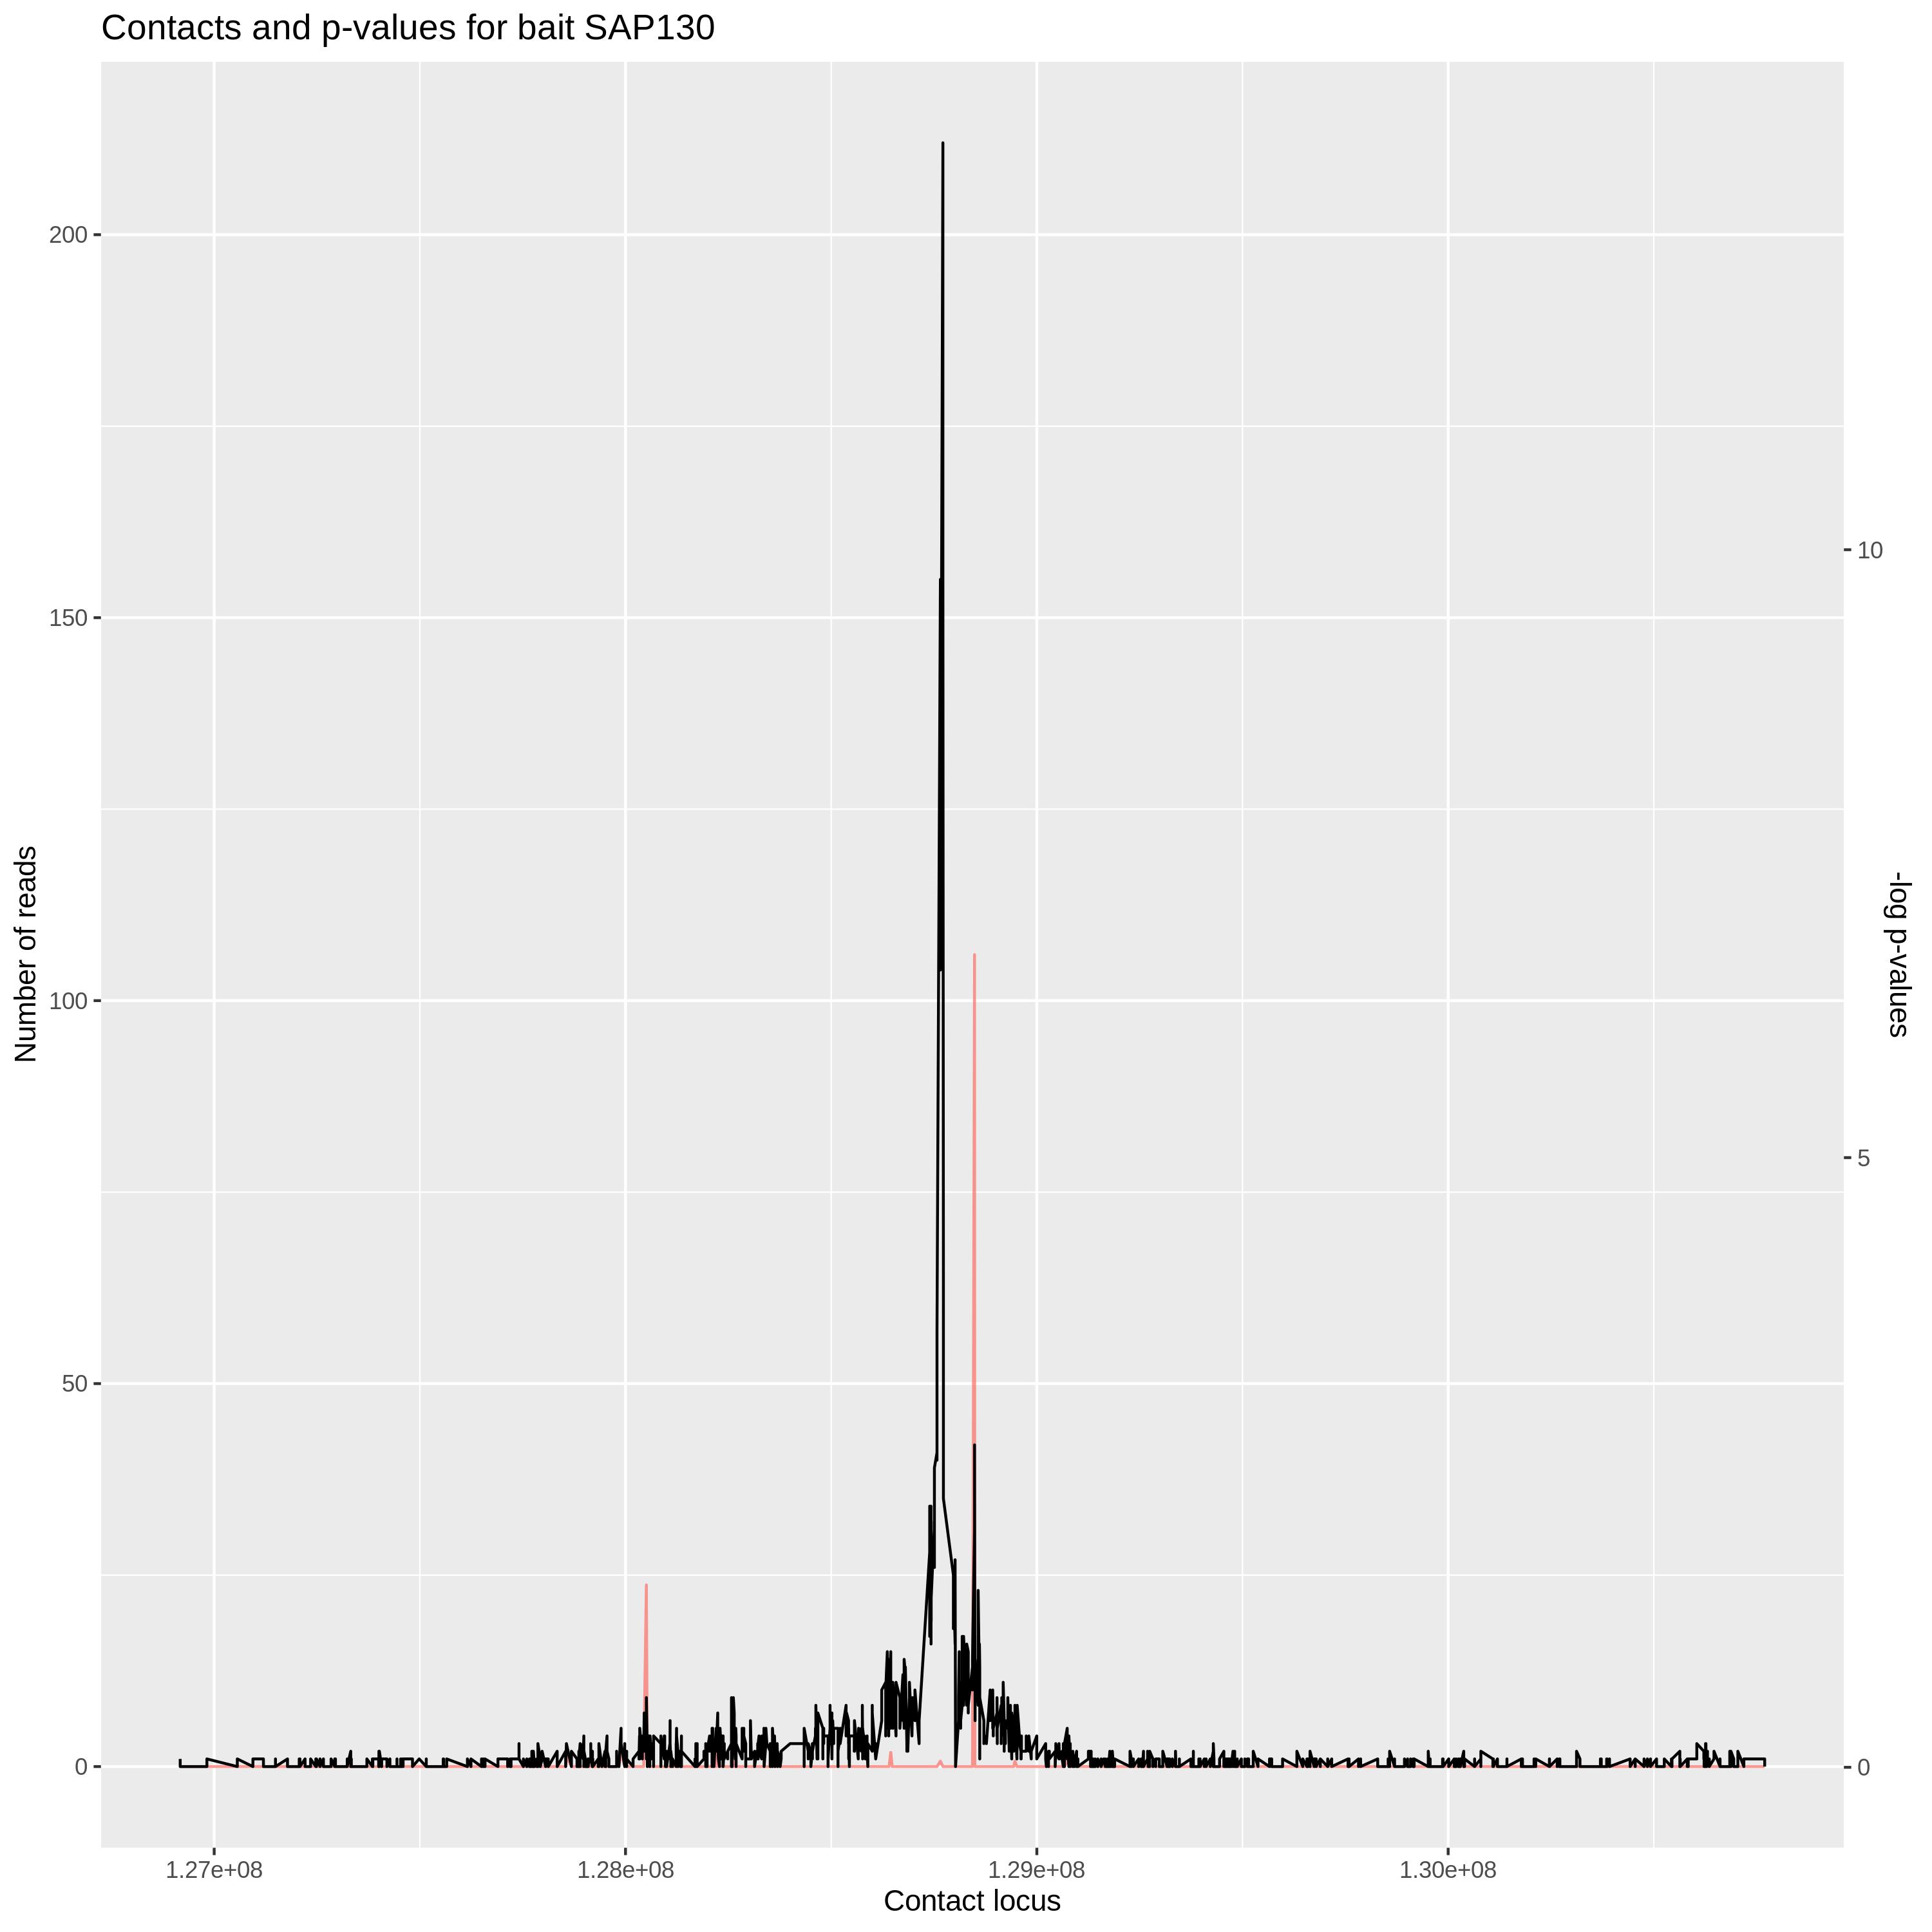 Contacts and p-values for bait SAP130
200
150
100
50
0
Number of reads
10
5
0
-log p-values
1.27e+08
1.28e+08
1.29e+08
1.30e+08
Contact locus